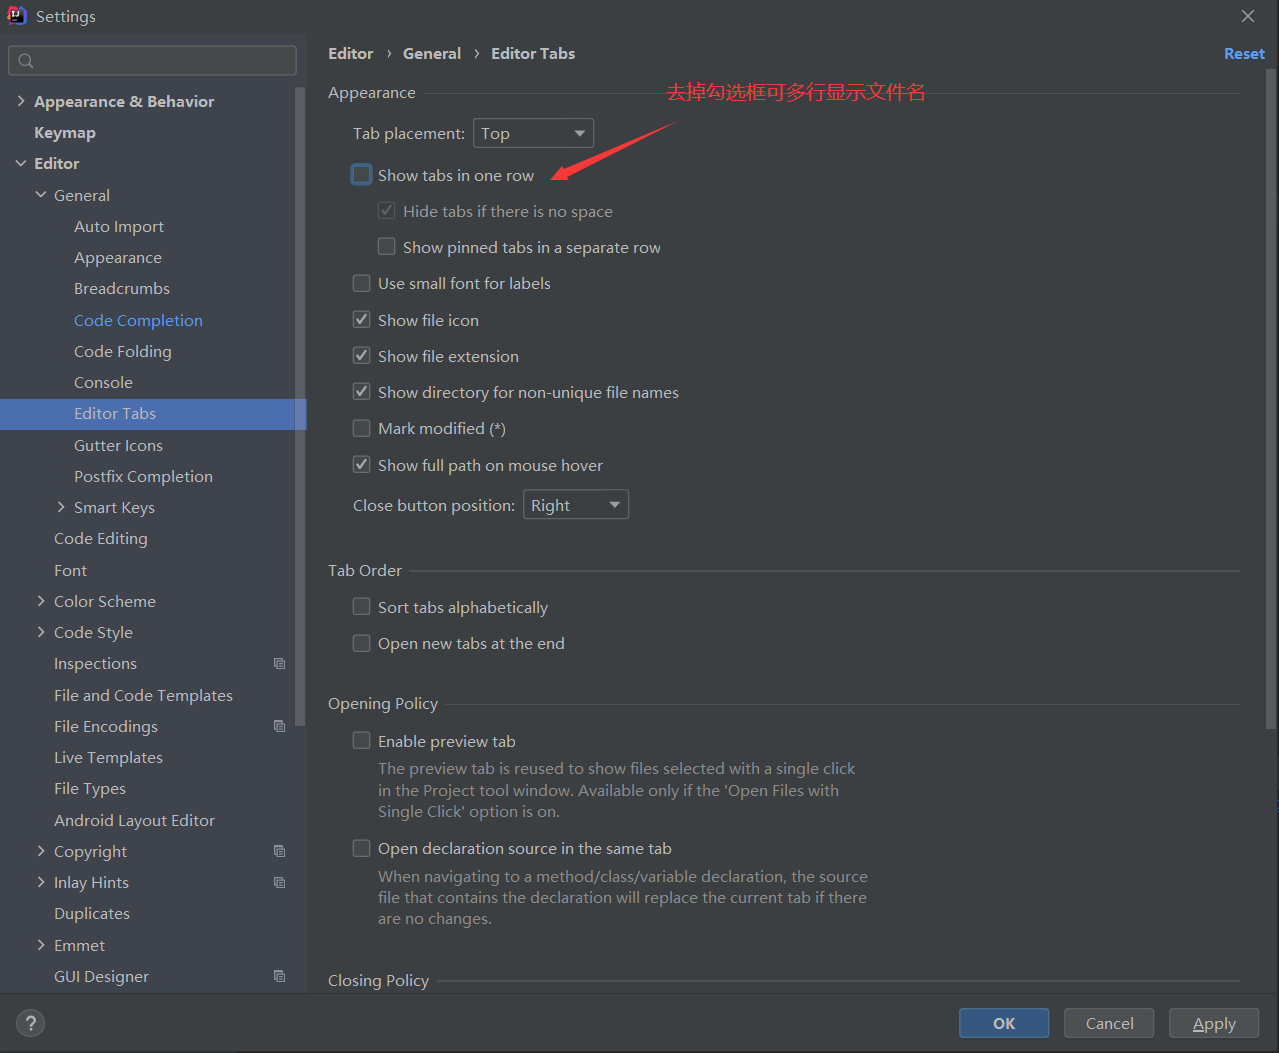 Settings
Editor › General › Editor Tabs
Reset
Appearance & Behavior
Keymap
Editor
General
Auto Import
Appearance
Breadcrumbs
Code Completion
Code Folding
Console
Editor Tabs
Gutter Icons
Postfix Completion
Smart Keys
Code Editing
Font
Color Scheme
Code Style
Inspections
File and Code Templates
File Encodings
Live Templates
File Types
Android Layout Editor
Copyright
Inlay Hints
Duplicates
Emmet
GUI Designer
Appearance
去掉勾选框可多行显示文件名
Tab placement: Top
Show tabs in one row
Hide tabs if there is no space
Show pinned tabs in a separate row
Use small font for labels
Show file icon
Show file extension
Show directory for non-unique file names
Mark modified (*)
Show full path on mouse hover
Close button position: Right
Tab Order
Sort tabs alphabetically
Open new tabs at the end
Opening Policy
Enable preview tab
The preview tab is reused to show files selected with a single click
in the Project tool window. Available only if the 'Open Files with
Single Click' option is on.
Open declaration source in the same tab
When navigating to a method/class/variable declaration, the source
file that contains the declaration will replace the current tab if there
are no changes.
Closing Policy
?
OK
Cancel
Apply